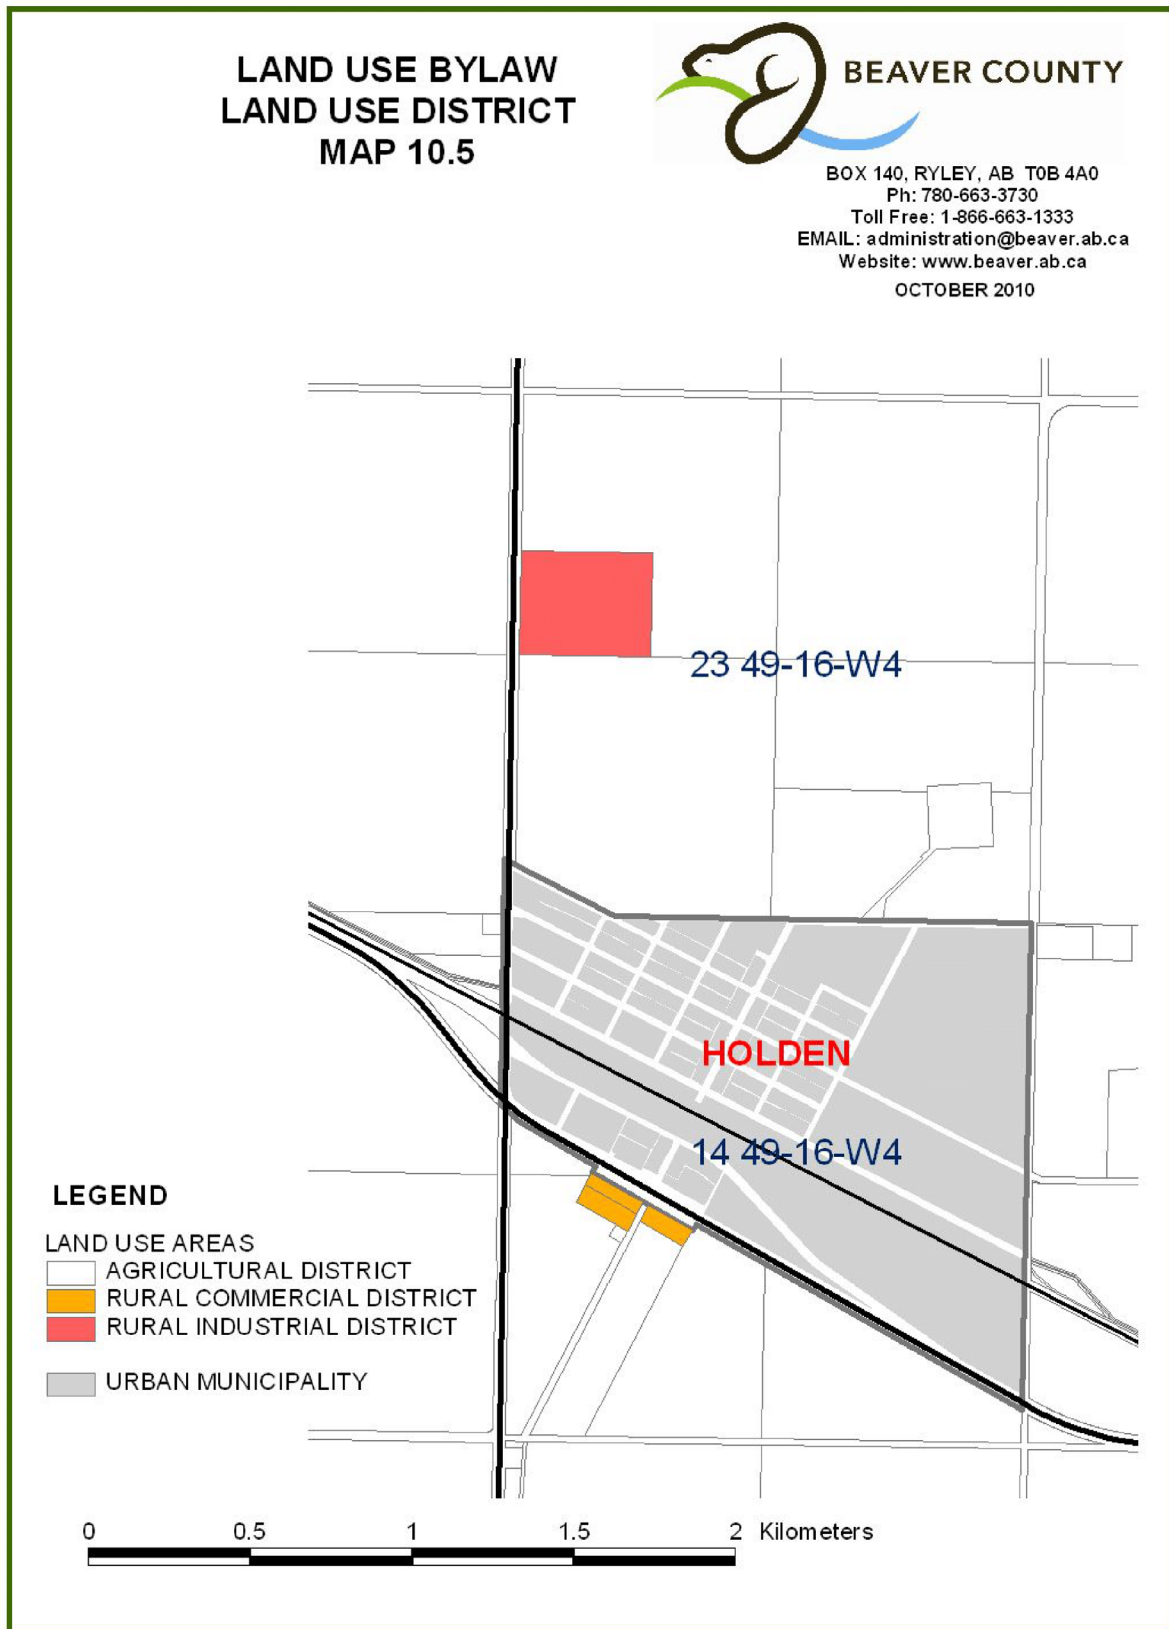 LAND USE BYLAW
LAND USE DISTRICT
MAP 10.5
BEAVER COUNTY
BOX 140, RYLEY, AB T0B 4A0
Ph: 780-663-3730
Toll Free: 1-866-663-1333
EMAIL: administration@beaver.ab.ca
Website: www.beaver.ab.ca
OCTOBER 2010
23 49-16-W4
HOLDEN
14 49-16-W4
LEGEND
LAND USE AREAS
AGRICULTURAL DISTRICT
RURAL COMMERCIAL DISTRICT
RURAL INDUSTRIAL DISTRICT
URBAN MUNICIPALITY
0 0.5 1 1.5 2 Kilometers